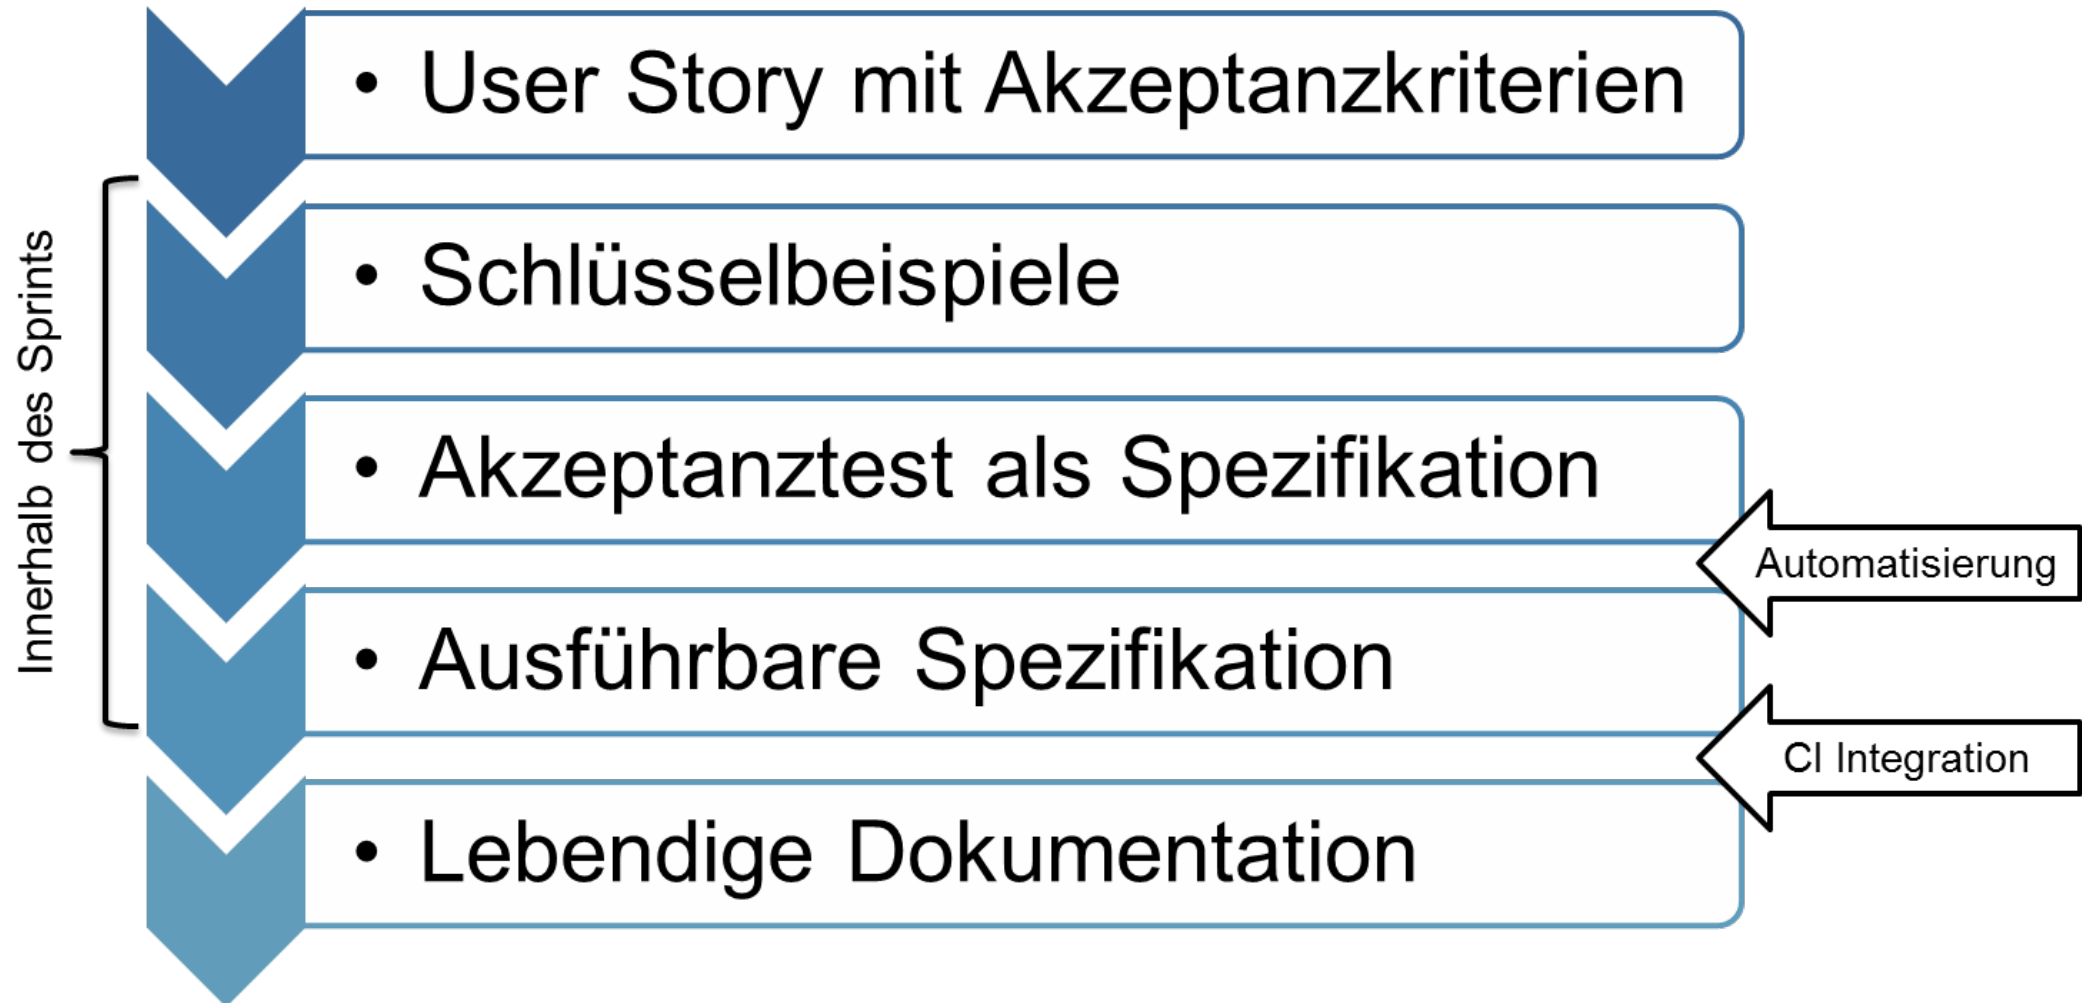 • User Story mit Akzeptanzkriterien
Innerhalb des Sprints
• Schlüsselbeispiele
• Akzeptanztest als Spezifikation
Automatisierung
• Ausführbare Spezifikation
CI Integration
• Lebendige Dokumentation